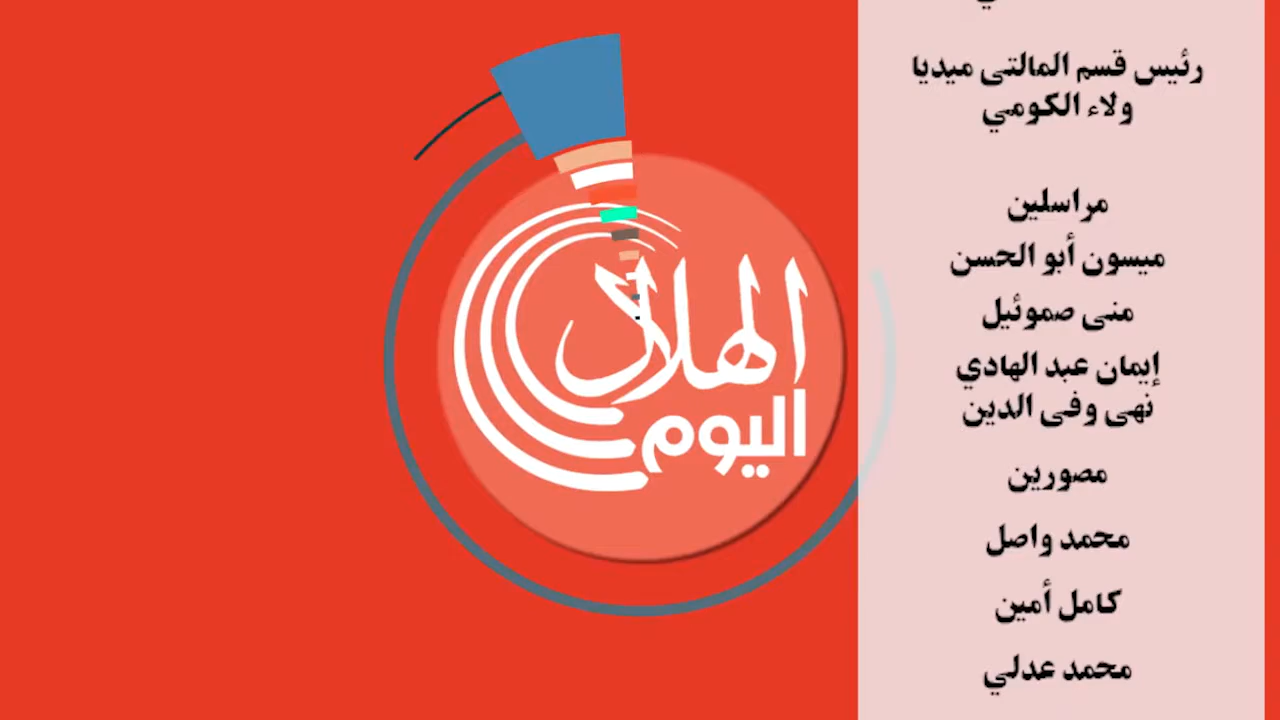 الهلال
اليوم
رئيس قسم المالتى ميديا
ولاء الكومي
مراسلين
ميسون أبو الحسن
منى صموئيل
إيمان عبد الهادي
نهى وفى الدين
مصورين
محمد واصل
كامل أمين
محمد عدلي